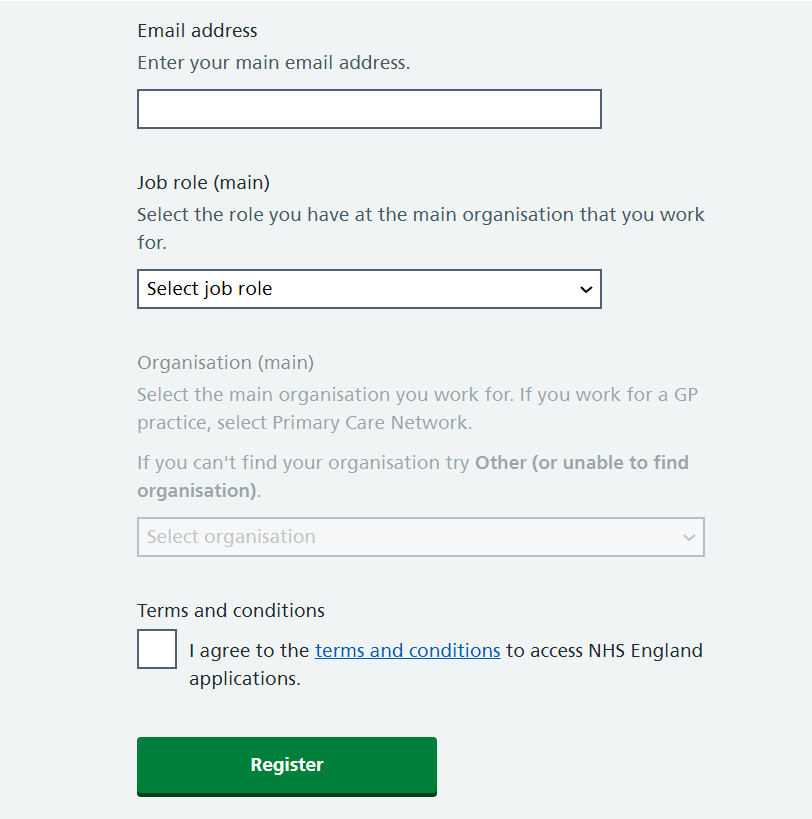 Email address
Enter your main email address.
Job role (main)
Select the role you have at the main organisation that you work
for.
Select job role
Organisation (main)
Select the main organisation you work for. If you work for a GP
practice, select Primary Care Network.
If you can't find your organisation try Other (or unable to find
organisation).
Select organisation
Terms and conditions
I agree to the terms and conditions to access NHS England
applications.
Register